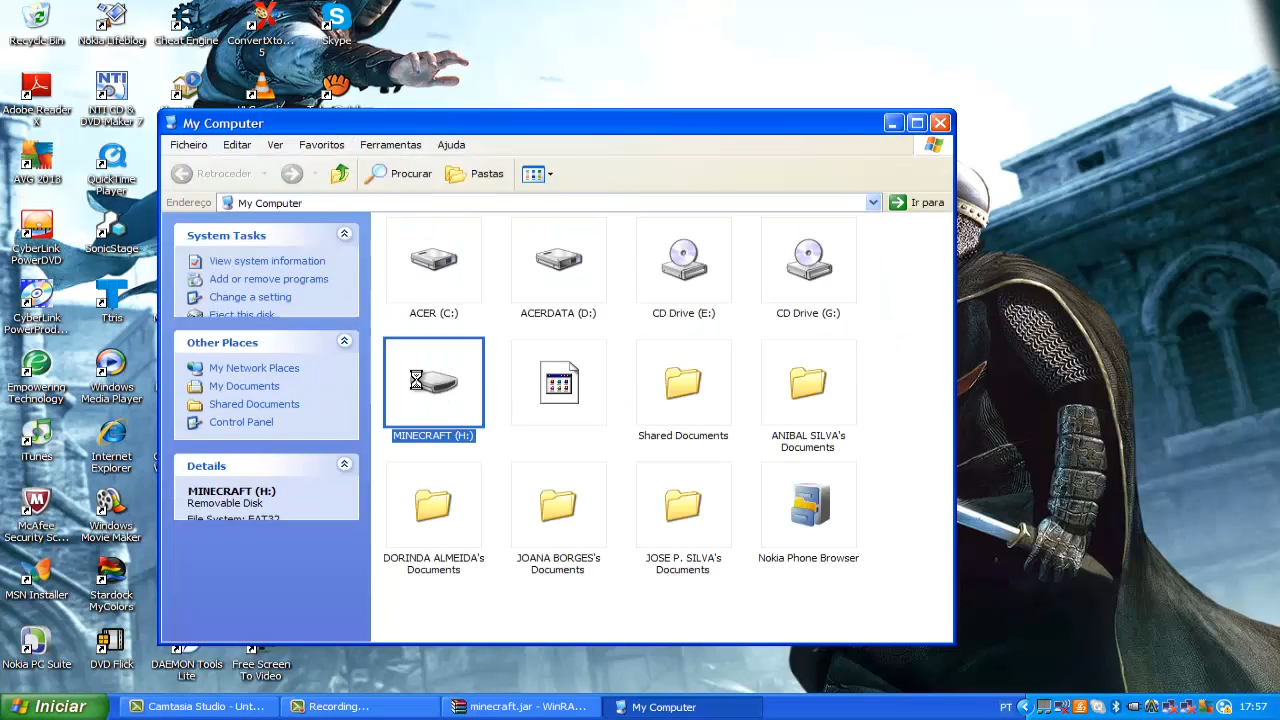 Recycle Bin
Nokia Lifeblog
Cheat Engine
ConvertXto...
5
Skype
Adobe Reader
X
NTI
NTI CD &
DVD-Maker 7
AVG 2013
QuickTime
Player
CyberLink
PowerDVD
SonicStage
CyberLink
PowerProd...
Ttris
Empowering
Technology
Windows
Media Player
iTunes
Internet
Explorer
McAfee
Security Sc...
Windows
Movie Maker
MSN Installer
Stardock
MyColors
Nokia PC Suite
DVD Flick
DAEMON Tools
Lite
Free Screen
To Video
My Computer
Ficheiro
Editar
Ver
Favoritos
Ferramentas
Ajuda
Retroceder
Procurar
Pastas
Endereço
My Computer
Ir para
System Tasks
View system information
Add or remove programs
Change a setting
Eject this disk
Other Places
My Network Places
My Documents
Shared Documents
Control Panel
Details
MINECRAFT (H:)
Removable Disk
File System: FAT32
ACER (C:)
ACERDATA (D:)
CD Drive (E:)
CD Drive (G:)
MINECRAFT (H:)
Shared Documents
ANIBAL SILVA's
Documents
DORINDA ALMEIDA's
Documents
JOANA BORGES's
Documents
JOSE P. SILVA's
Documents
Nokia Phone Browser
Iniciar
Camtasia Studio - Unt...
Recording...
minecraft.jar - WinRA...
My Computer
PT
17:57